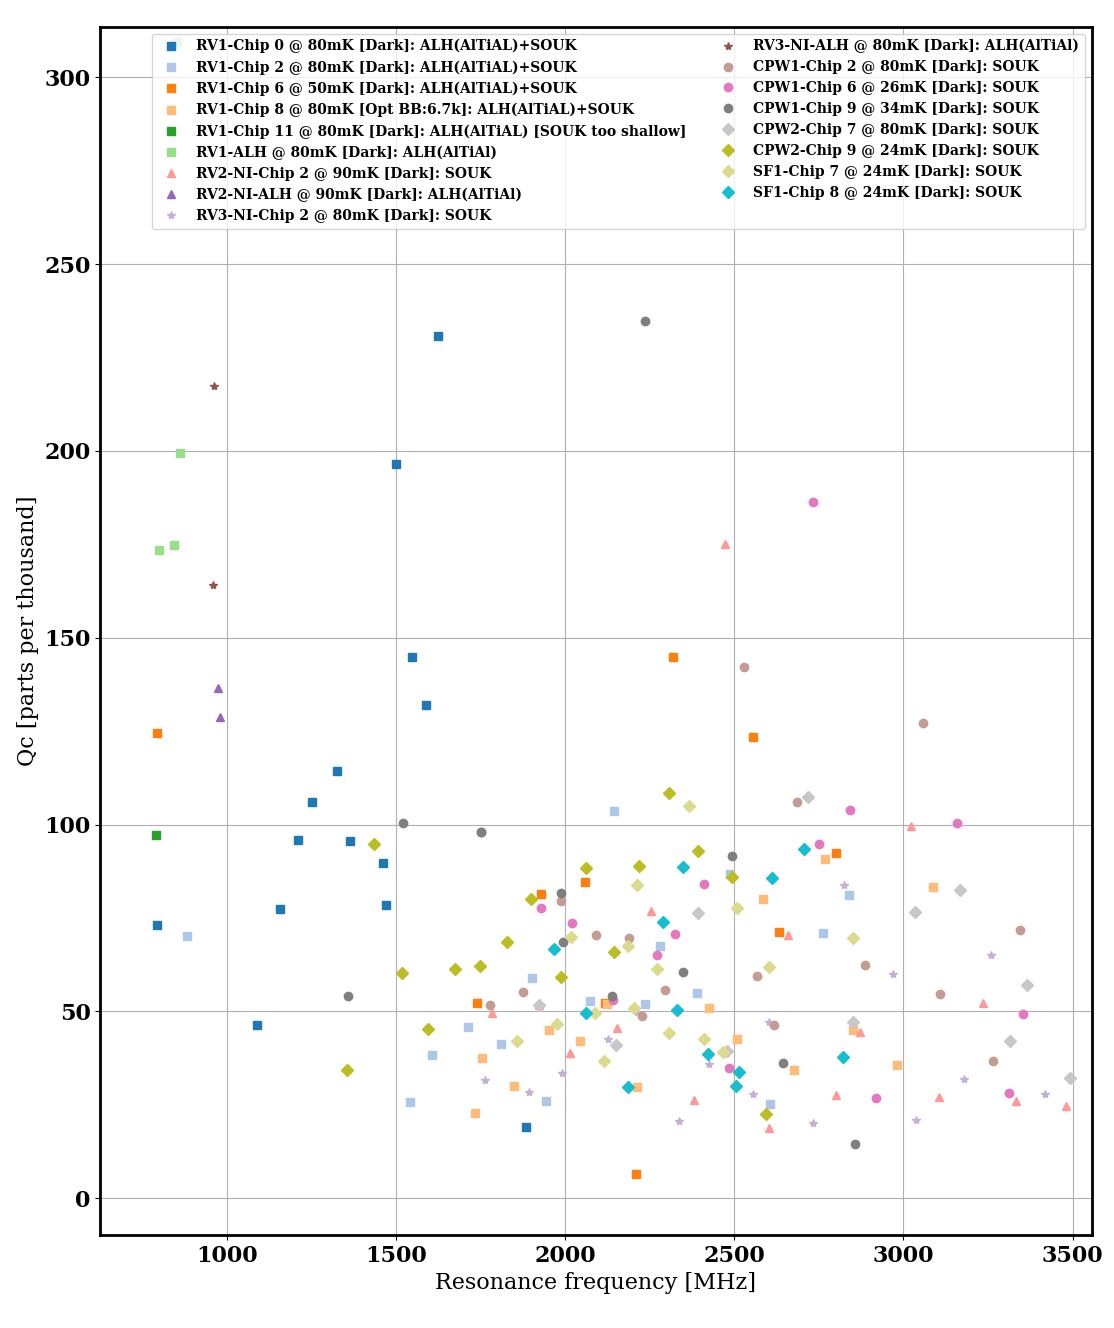 RV1-Chip 0 @ 80mK [Dark]: ALH(AlTiAL)+SOUK
RV1-Chip 2 @ 80mK [Dark]: ALH(AlTiAL)+SOUK
RV1-Chip 6 @ 50mK [Dark]: ALH(AlTiAL)+SOUK
RV1-Chip 8 @ 80mK [Opt BB:6.7k]: ALH(AlTiAL)+SOUK
RV1-Chip 11 @ 80mK [Dark]: ALH(AlTiAL) [SOUK too shallow]
RV1-ALH @ 80mK [Dark]: ALH(AlTiAl)
RV2-NI-Chip 2 @ 90mK [Dark]: SOUK
RV2-NI-ALH @ 90mK [Dark]: ALH(AlTiAl)
RV3-NI-Chip 2 @ 80mK [Dark]: SOUK
RV3-NI-ALH @ 80mK [Dark]: ALH(AlTiAl)
CPW1-Chip 2 @ 80mK [Dark]: SOUK
CPW1-Chip 6 @ 26mK [Dark]: SOUK
CPW1-Chip 9 @ 34mK [Dark]: SOUK
CPW2-Chip 7 @ 80mK [Dark]: SOUK
CPW2-Chip 9 @ 24mK [Dark]: SOUK
SF1-Chip 7 @ 24mK [Dark]: SOUK
SF1-Chip 8 @ 24mK [Dark]: SOUK
300
250
200
150
100
50
0
Qc [parts per thousand]
1000 1500 2000 2500 3000 3500
Resonance frequency [MHz]